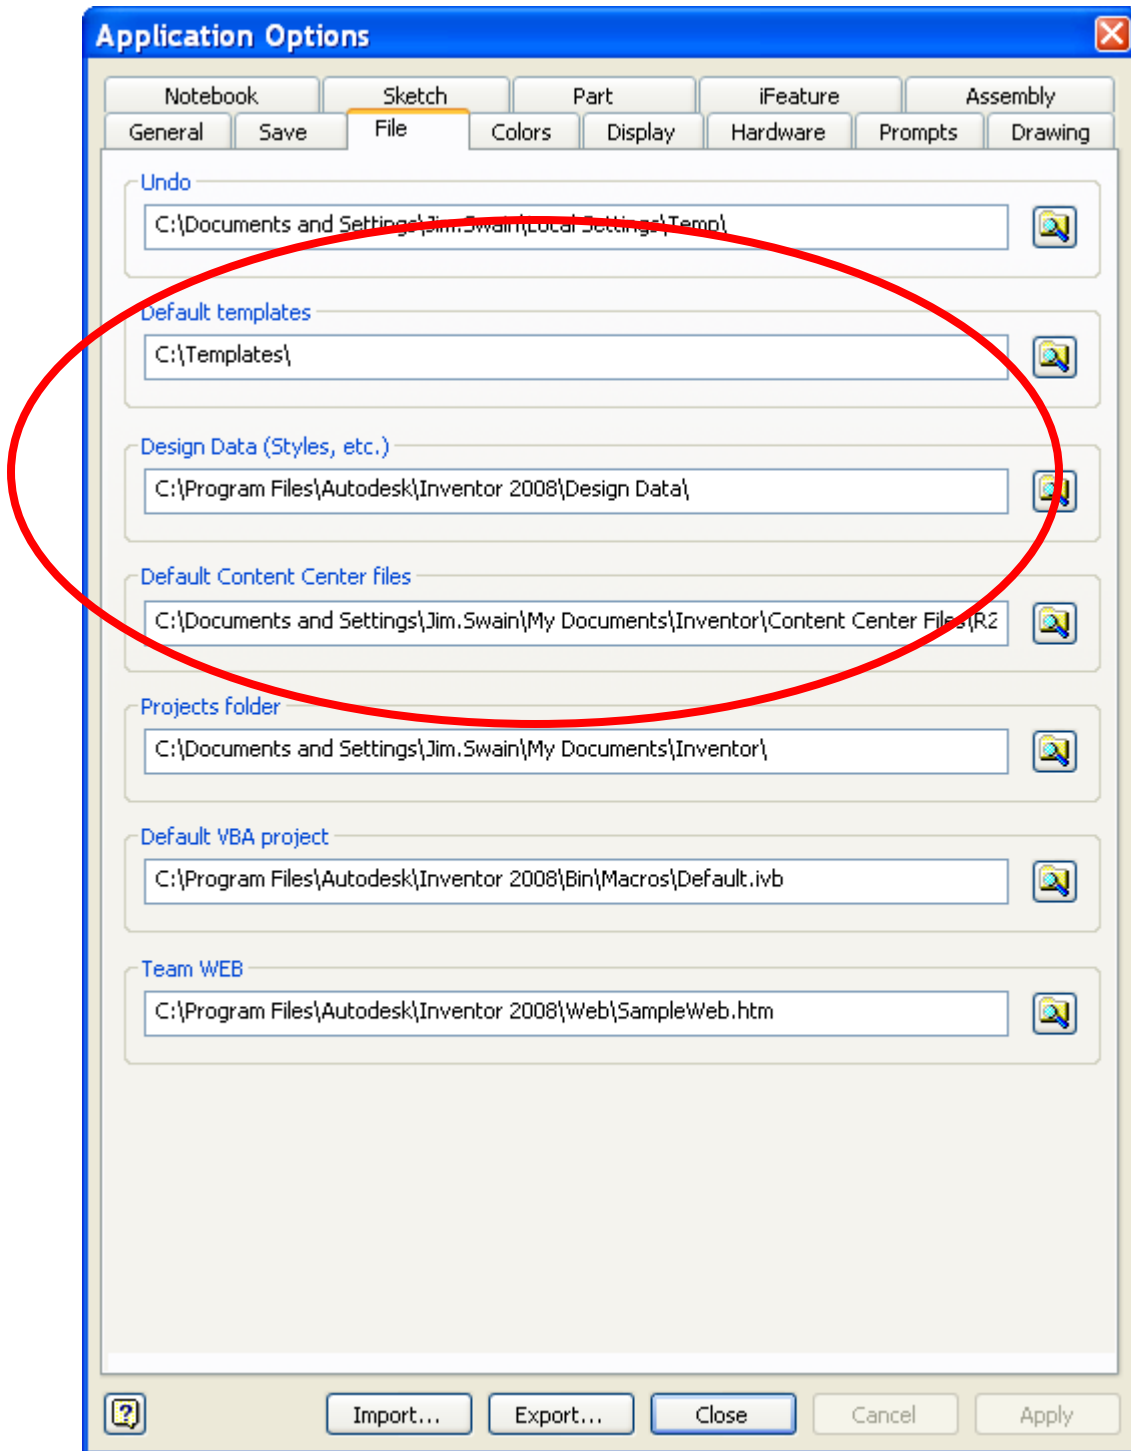 Application Options
Notebook Sketch Part iFeature Assembly
General Save File Colors Display Hardware Prompts Drawing
Undo
C:\Documents and Settings\Jim.Swain\Local Settings\Temp\
Default templates
C:\Templates\
Design Data (Styles, etc.)
C:\Program Files\Autodesk\Inventor 2008\Design Data\
Default Content Center files
C:\Documents and Settings\Jim.Swain\My Documents\Inventor\Content Center Files\R2
Projects folder
C:\Documents and Settings\Jim.Swain\My Documents\Inventor\
Default VBA project
C:\Program Files\Autodesk\Inventor 2008\Bin\Macros\Default.ivb
Team WEB
C:\Program Files\Autodesk\Inventor 2008\Web\SampleWeb.htm
Import... Export... Close Cancel Apply